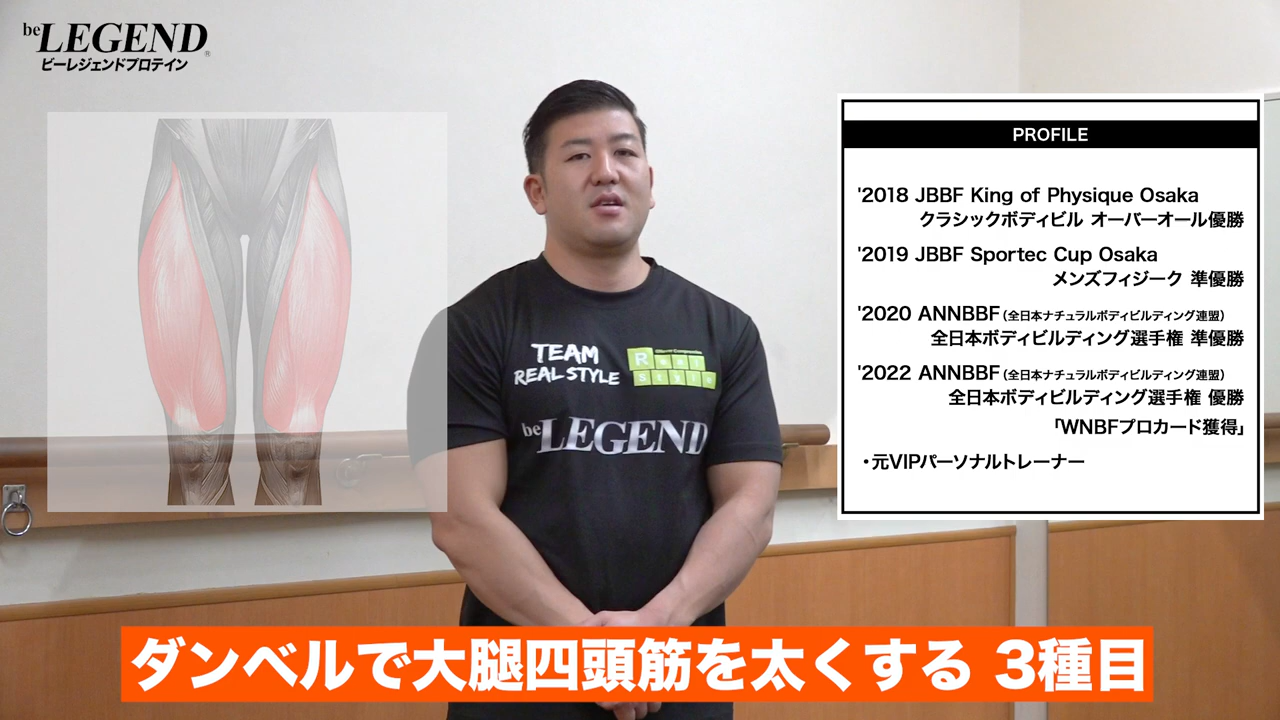 beLEGEND®
ビーレジェンドプロテイン
PROFILE
'2018 JBBF King of Physique Osaka
クラシックボディビル オーバーオール優勝
'2019 JBBF Sportec Cup Osaka
メンズフィジーク 準優勝
'2020 ANNBBF（全日本ナチュラルボディビルディング連盟）
全日本ボディビルディング選手権 準優勝
'2022 ANNBBF（全日本ナチュラルボディビルディング連盟）
全日本ボディビルディング選手権 優勝
「WNBFプロカード獲得」
・元VIPパーソナルトレーナー
TEAM
REAL STYLE
Real
Style
beLEGEND
ダンベルで大腿四頭筋を太くする 3種目